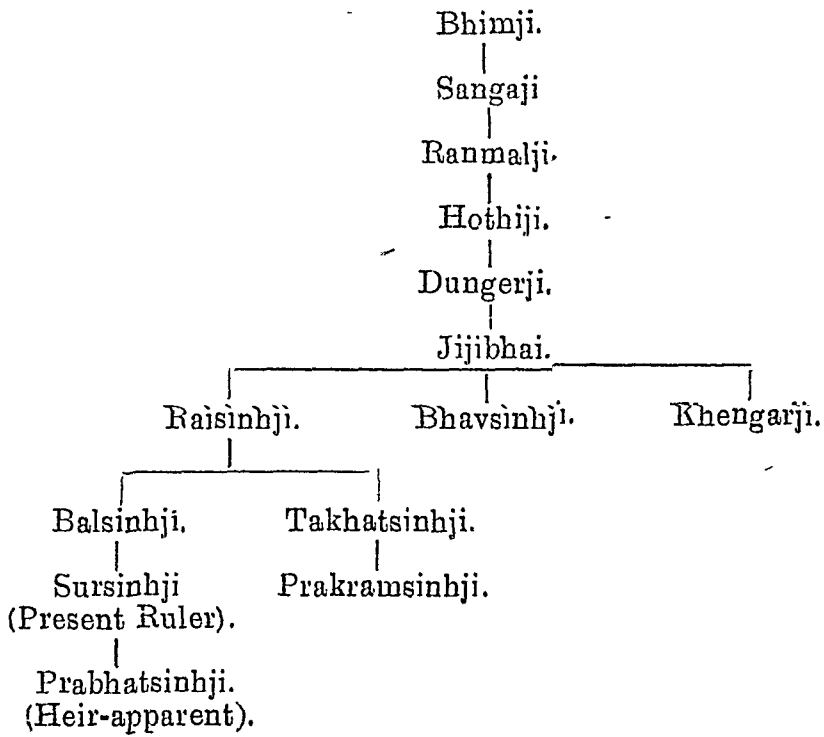 Bhimji.
Sangaji
Ranmalji.
Hothiji.
Dungerji.
Jijibhai.
Raisinhji. Bhavsinhji. Khengarji.
Balsinhji. Takhatsinhji.
Sursinhji Prakramsinhji.
(Present Ruler).
Prabhatsinhji.
(Heir-apparent).